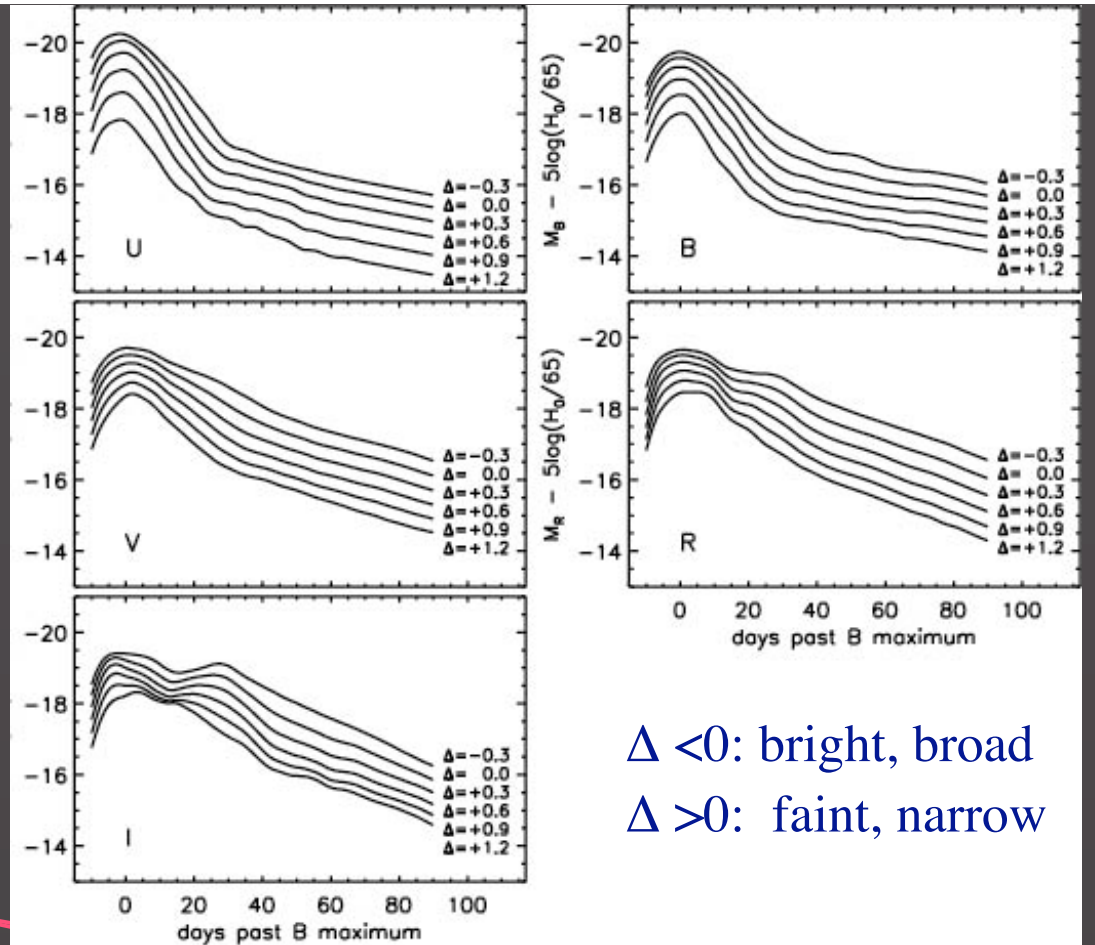 −20
−18
−16
−14
U
Δ=−0.3
Δ= 0.0
Δ=+0.3
Δ=+0.6
Δ=+0.9
Δ=+1.2
M_B − 5log(H_0/65)
−20
−18
−16
−14
B
Δ=−0.3
Δ= 0.0
Δ=+0.3
Δ=+0.6
Δ=+0.9
Δ=+1.2
−20
−18
−16
−14
V
Δ=−0.3
Δ= 0.0
Δ=+0.3
Δ=+0.6
Δ=+0.9
Δ=+1.2
M_R − 5log(H_0/65)
−20
−18
−16
−14
R
Δ=−0.3
Δ= 0.0
Δ=+0.3
Δ=+0.6
Δ=+0.9
Δ=+1.2
0 20 40 60 80 100
days past B maximum
−20
−18
−16
−14
I
Δ=−0.3
Δ= 0.0
Δ=+0.3
Δ=+0.6
Δ=+0.9
Δ=+1.2
0 20 40 60 80 100
days past B maximum
Δ <0: bright, broad
Δ >0: faint, narrow